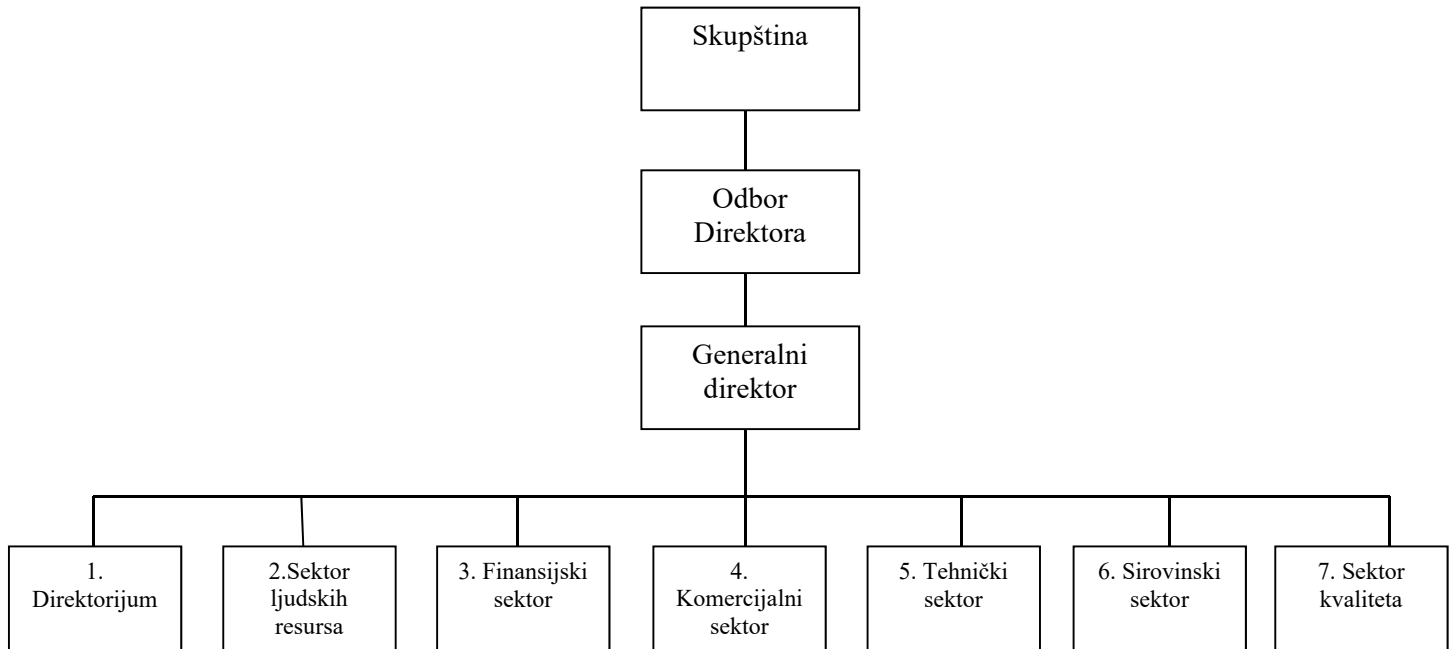 Skupština
Odbor
Direktora
Generalni
direktor
1.
Direktorijum
2.Sektor
ljudskih
resursa
3. Finansijski
sektor
4.
Komercijalni
sektor
5. Tehnički
sektor
6. Sirovinski
sektor
7. Sektor
kvaliteta